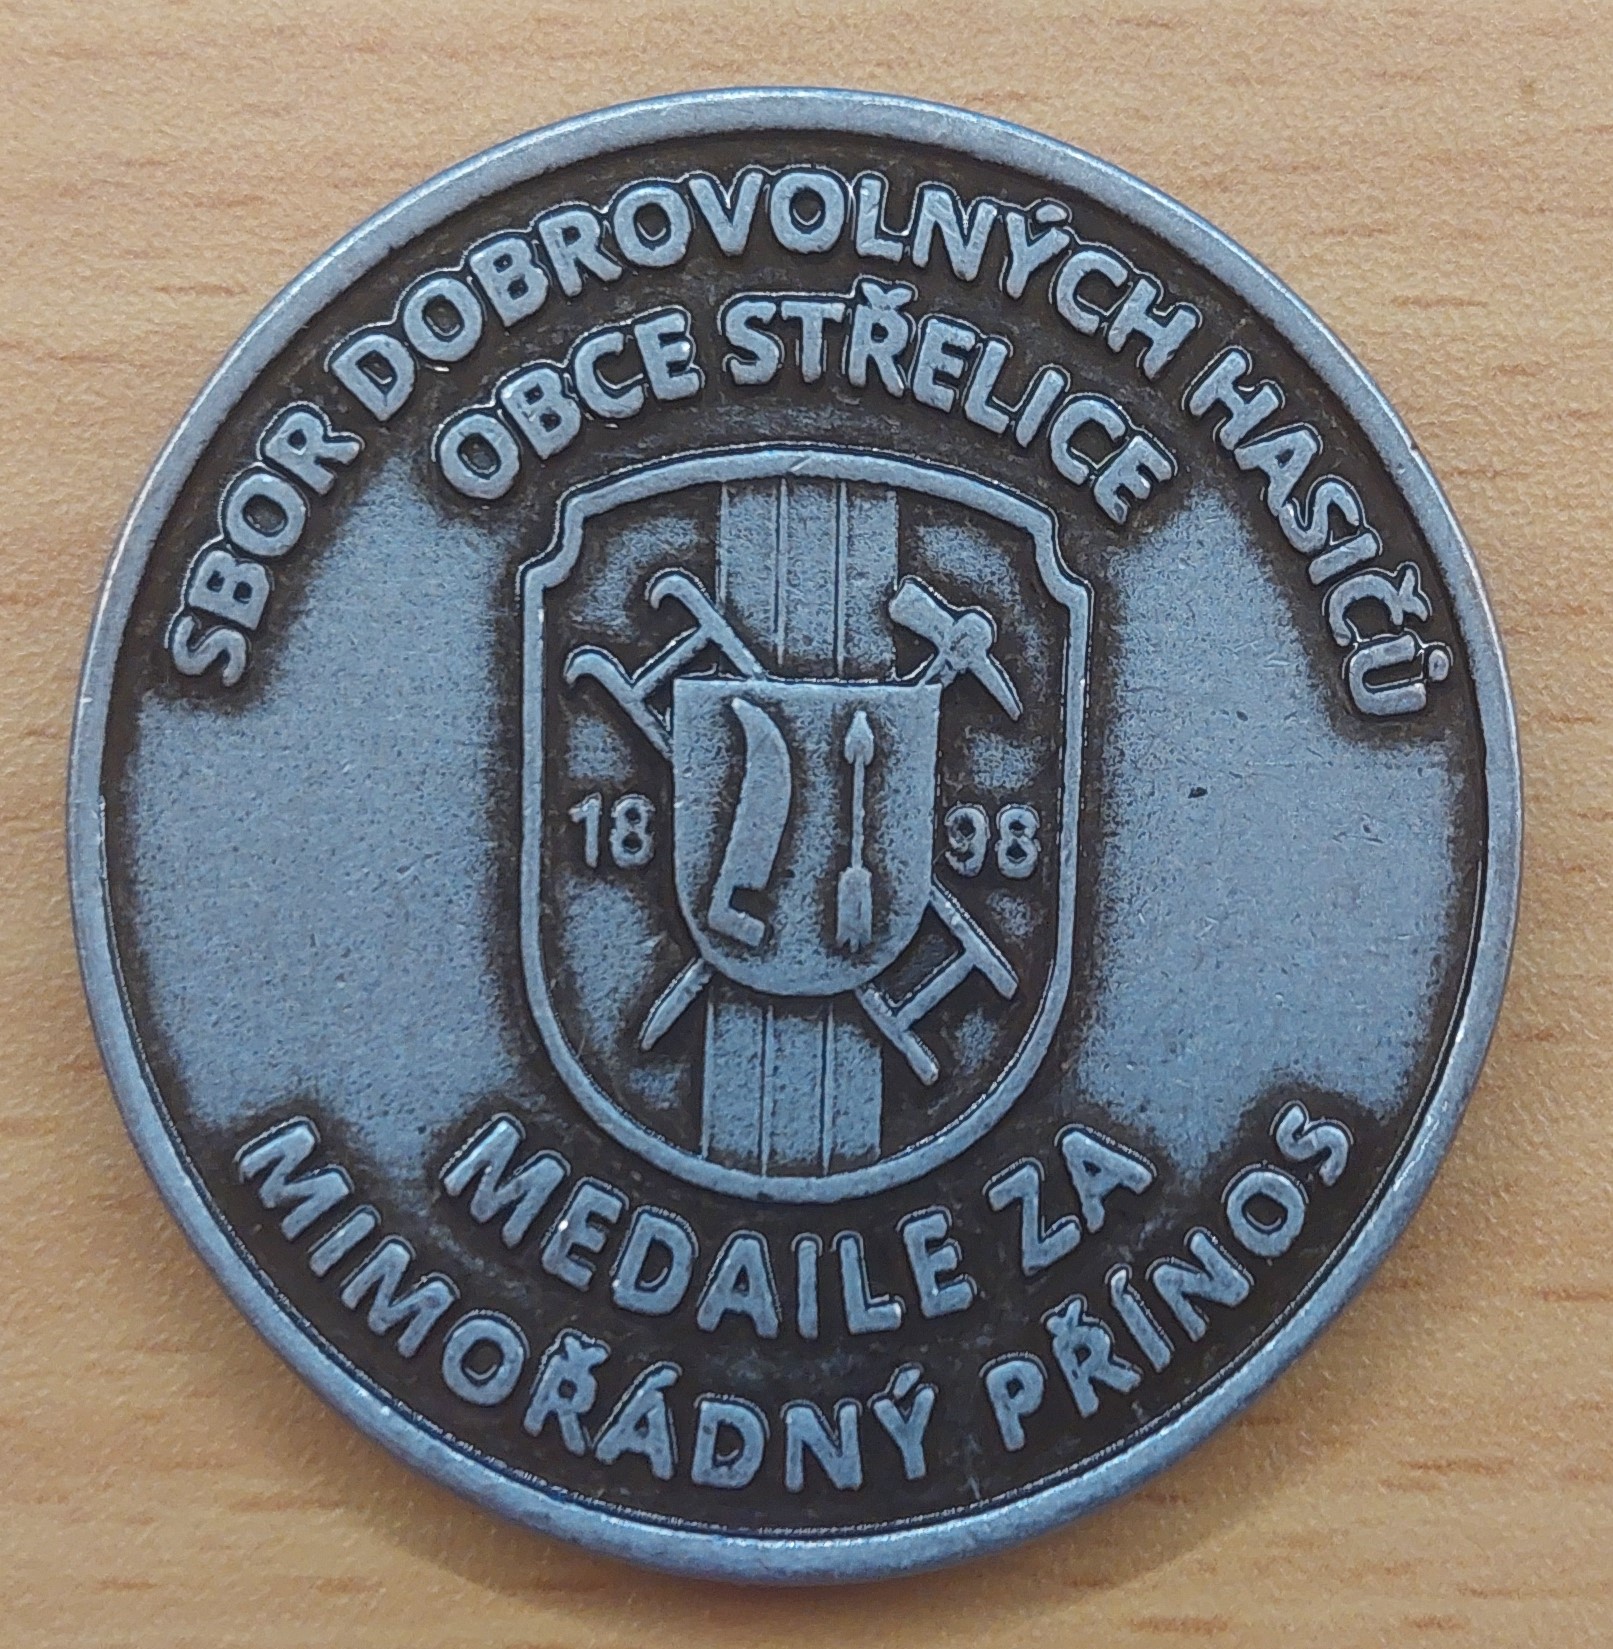 SBOR DOBROVOLNÝCH HASIČŮ
OBCE STŘELICE
18 98
MEDAILE ZA
MIMOŘÁDNÝ PŘÍNOS